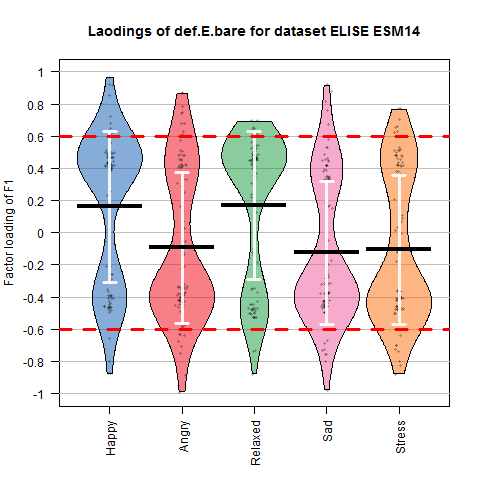 Laodings of def.E.bare for dataset ELISE ESM14
Factor loading of F1
1
0.8
0.6
0.4
0.2
0
-0.2
-0.4
-0.6
-0.8
-1
Happy
Angry
Relaxed
Sad
Stress